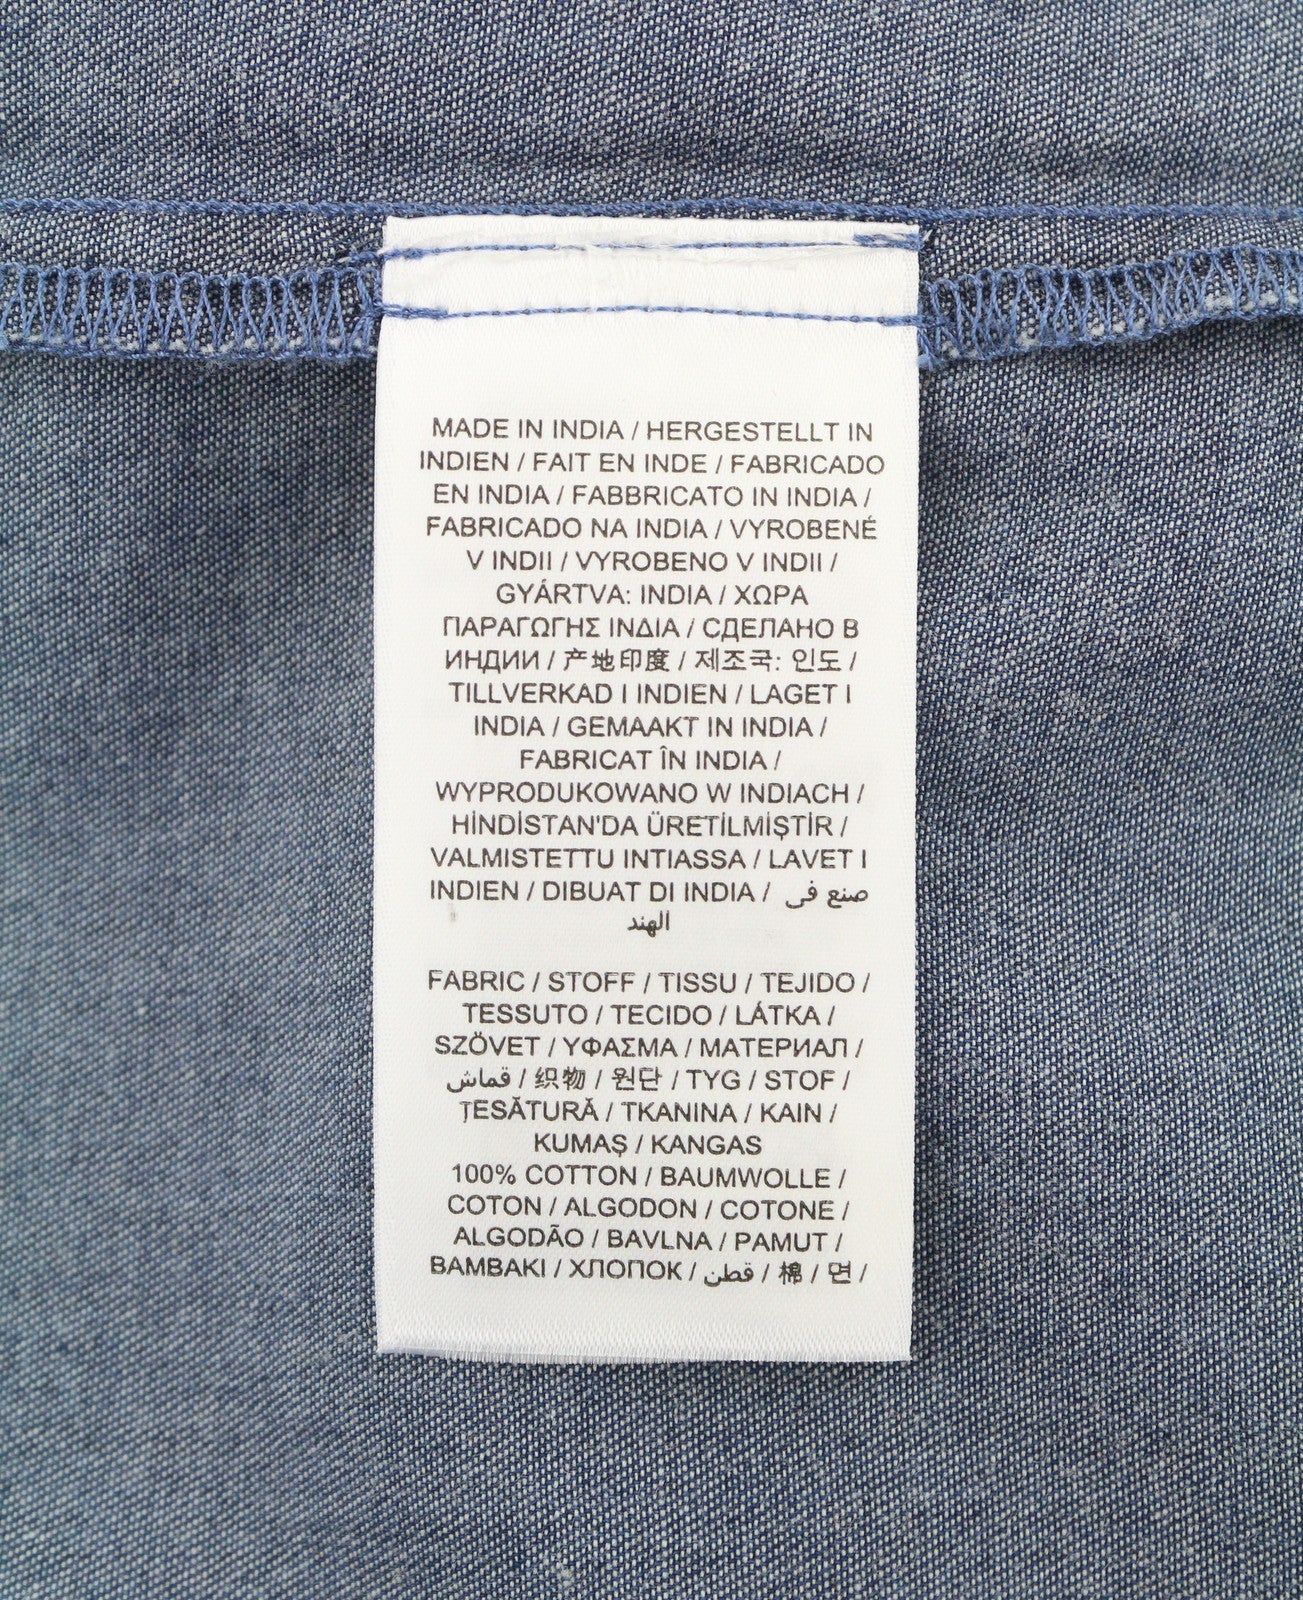 MADE IN INDIA / HERGESTELLT IN
INDIEN / FAIT EN INDE / FABRICADO
EN INDIA / FABBRICATO IN INDIA /
FABRICADO NA INDIA / VYROBENÉ
V INDII / VYROBENO V INDII /
GYÁRTVA: INDIA / ΧΩΡΑ
ΠΑΡΑΓΩΓΗΣ ΙΝΔΙΑ / СДЕЛАНО В
ИНДИИ / 产地印度 / 제조국: 인도 /
TILLVERKAD I INDIEN / LAGET I
INDIA / GEMAAKT IN INDIA /
FABRICAT ÎN INDIA /
WYPRODUKOWANO W INDIACH /
HİNDİSTAN'DA ÜRETİLMİŞTİR /
VALMISTETTU INTIASSA / LAVET I
INDIEN / DIBUAT DI INDIA / صنع في
الهند
FABRIC / STOFF / TISSU / TEJIDO /
TESSUTO / TECIDO / LÁTKA /
SZÖVET / ΥΦΑΣΜΑ / МАТЕРИАЛ /
قماش / 织物 / 원단 / TYG / STOF /
ȚESĂTURĂ / TKANINA / KAIN /
KUMAŞ / KANGAS
100% COTTON / BAUMWOLLE /
COTON / ALGODON / COTONE /
ALGODÃO / BAVLNA / PAMUT /
ΒΑΜΒΑΚΙ / ХЛОПОК / قطن / 棉 / 면 /